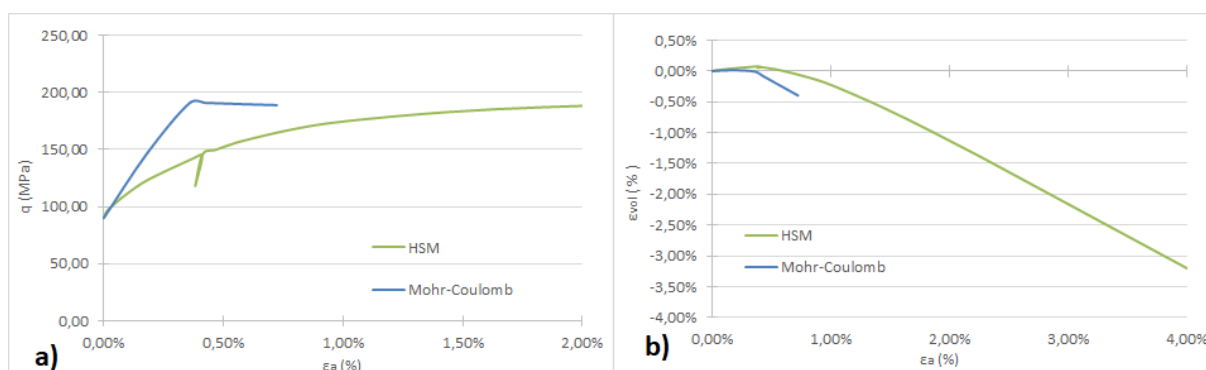 250,00
200,00
150,00
100,00
50,00
0,00
q (MPa)
0,00%
0,50%
1,00%
1,50%
2,00%
εa (%)
HSM
Mohr-Coulomb
a)
0,50%
0,00%
-0,50%
-1,00%
-1,50%
-2,00%
-2,50%
-3,00%
-3,50%
-4,00%
εvol ( % )
0,00%
1,00%
2,00%
3,00%
4,00%
εa (%)
HSM
Mohr-Coulomb
b)